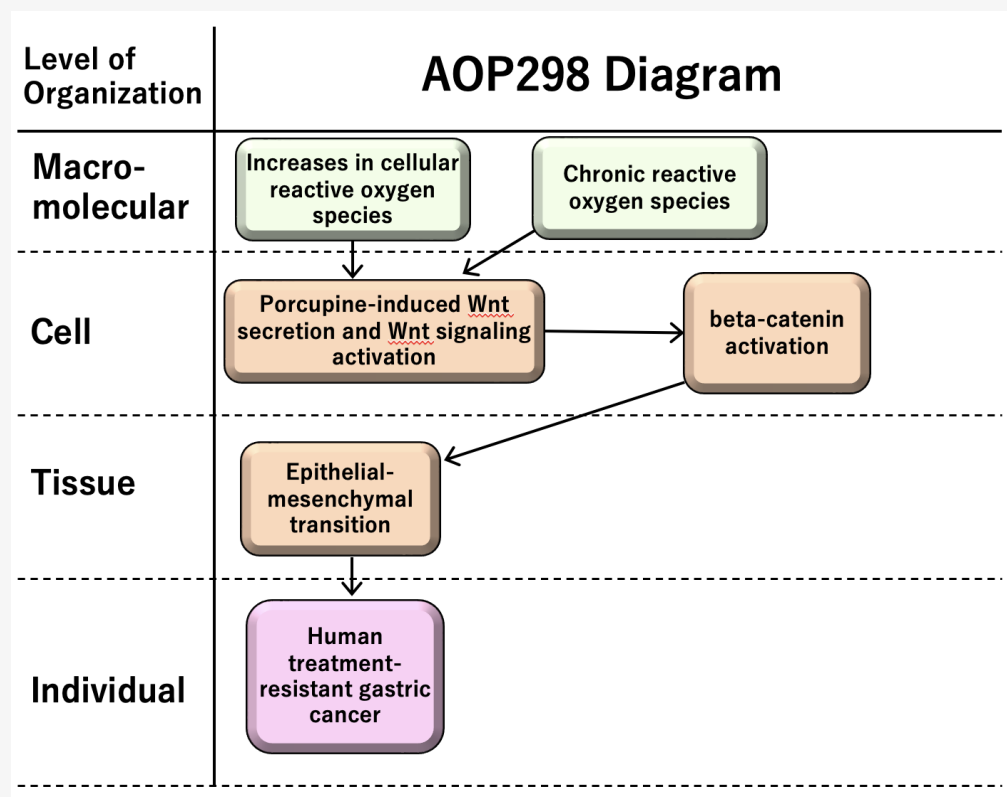 Level of
Organization
AOP298 Diagram
Macro-
molecular
Increases in cellular
reactive oxygen
species
Chronic reactive
oxygen species
Cell
Porcupine-induced Wnt
secretion and Wnt signaling
activation
beta-catenin
activation
Tissue
Epithelial-
mesenchymal
transition
Individual
Human
treatment-
resistant gastric
cancer